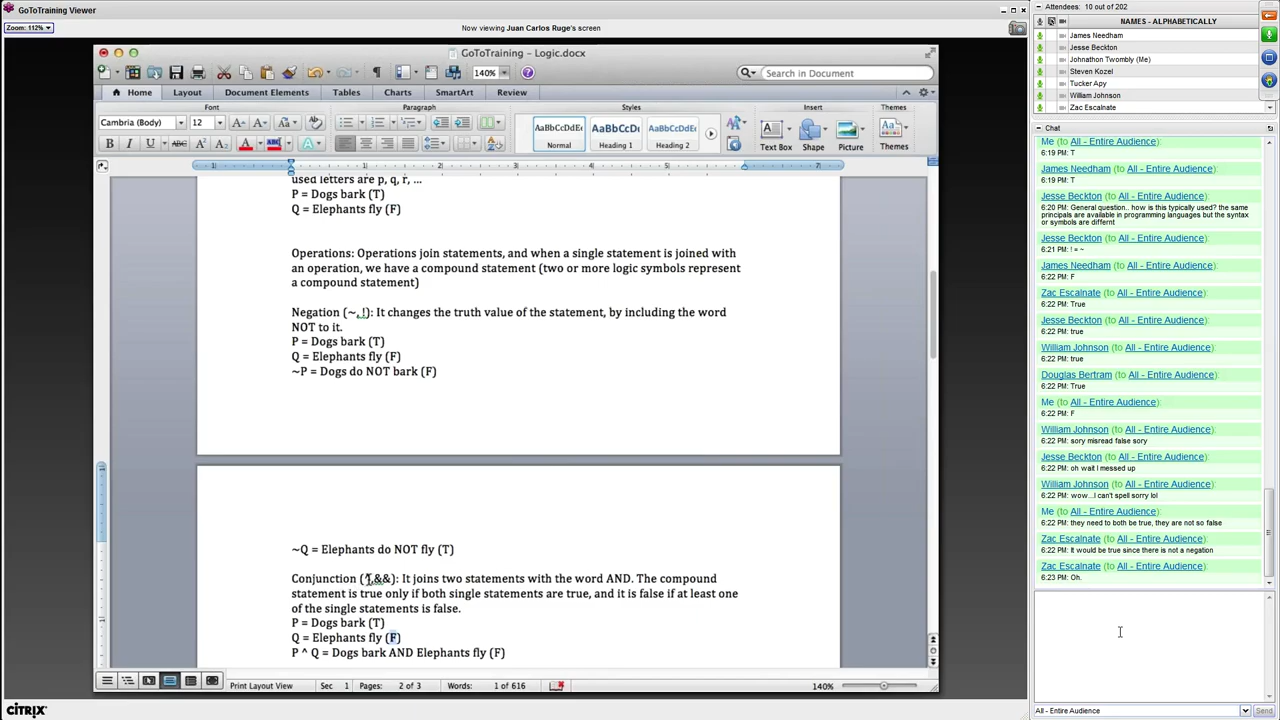 GoToTraining Viewer
Zoom: 112%
Now viewing Juan Carlos Ruge's screen
GoToTraining - Logic.docx
140%
Search in Document
Home
Layout
Document Elements
Tables
Charts
SmartArt
Review
Font
Paragraph
Styles
Insert
Themes
Cambria (Body)
12
AaBbCcDdEe
Normal
AaBbCcDc
Heading 1
AaBbCcDdE
Heading 2
Text Box
Shape
Picture
Themes
used letters are p, q, r, ...
P = Dogs bark (T)
Q = Elephants fly (F)
Operations: Operations join statements, and when a single statement is joined with
an operation, we have a compound statement (two or more logic symbols represent
a compound statement)
Negation (~,!): It changes the truth value of the statement, by including the word
NOT to it.
P = Dogs bark (T)
Q = Elephants fly (F)
~P = Dogs do NOT bark (F)
~Q = Elephants do NOT fly (T)
Conjunction (^,&&): It joins two statements with the word AND. The compound
statement is true only if both single statements are true, and it is false if at least one
of the single statements is false.
P = Dogs bark (T)
Q = Elephants fly (F)
P ^ Q = Dogs bark AND Elephants fly (F)
Print Layout View
Sec 1
Pages: 2 of 3
Words: 1 of 616
140%
CITRIX
Attendees: 10 out of 202
NAMES - ALPHABETICALLY
James Needham
Jesse Beckton
Johnathon Twombly (Me)
Steven Kozel
Tucker Apy
William Johnson
Zac Escalnate
Chat
Me (to All - Entire Audience):
6:19 PM: T
James Needham (to All - Entire Audience):
6:19 PM: T
Jesse Beckton (to All - Entire Audience):
6:20 PM: General question.. how is this typically used? the same
principals are available in programming languages but the syntax
or symbols are differnt
Jesse Beckton (to All - Entire Audience):
6:21 PM: ! = ~
James Needham (to All - Entire Audience):
6:22 PM: F
Zac Escalnate (to All - Entire Audience):
6:22 PM: True
Jesse Beckton (to All - Entire Audience):
6:22 PM: true
William Johnson (to All - Entire Audience):
6:22 PM: true
Douglas Bertram (to All - Entire Audience):
6:22 PM: True
Me (to All - Entire Audience):
6:22 PM: F
William Johnson (to All - Entire Audience):
6:22 PM: sory misread false sory
Jesse Beckton (to All - Entire Audience):
6:22 PM: oh wait I messed up
William Johnson (to All - Entire Audience):
6:22 PM: wow...I can't spell sorry lol
Me (to All - Entire Audience):
6:22 PM: they need to both be true, they are not so false
Zac Escalnate (to All - Entire Audience):
6:22 PM: It would be true since there is not a negation
Zac Escalnate (to All - Entire Audience):
6:23 PM: Oh.
All - Entire Audience
Send